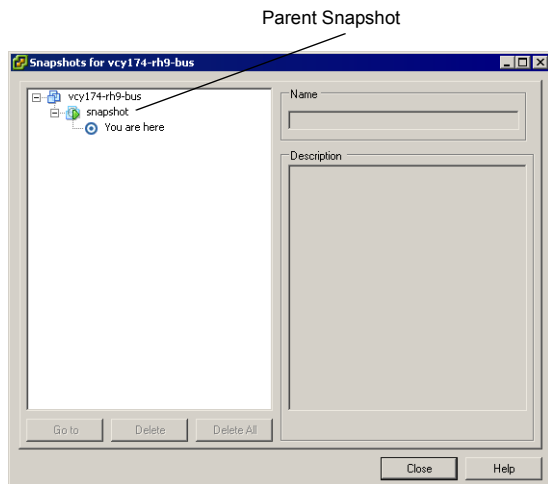 Parent Snapshot
Snapshots for vcy174-rh9-bus
vcy174-rh9-bus
snapshot
You are here
Name
Description
Go to
Delete
Delete All
Close
Help